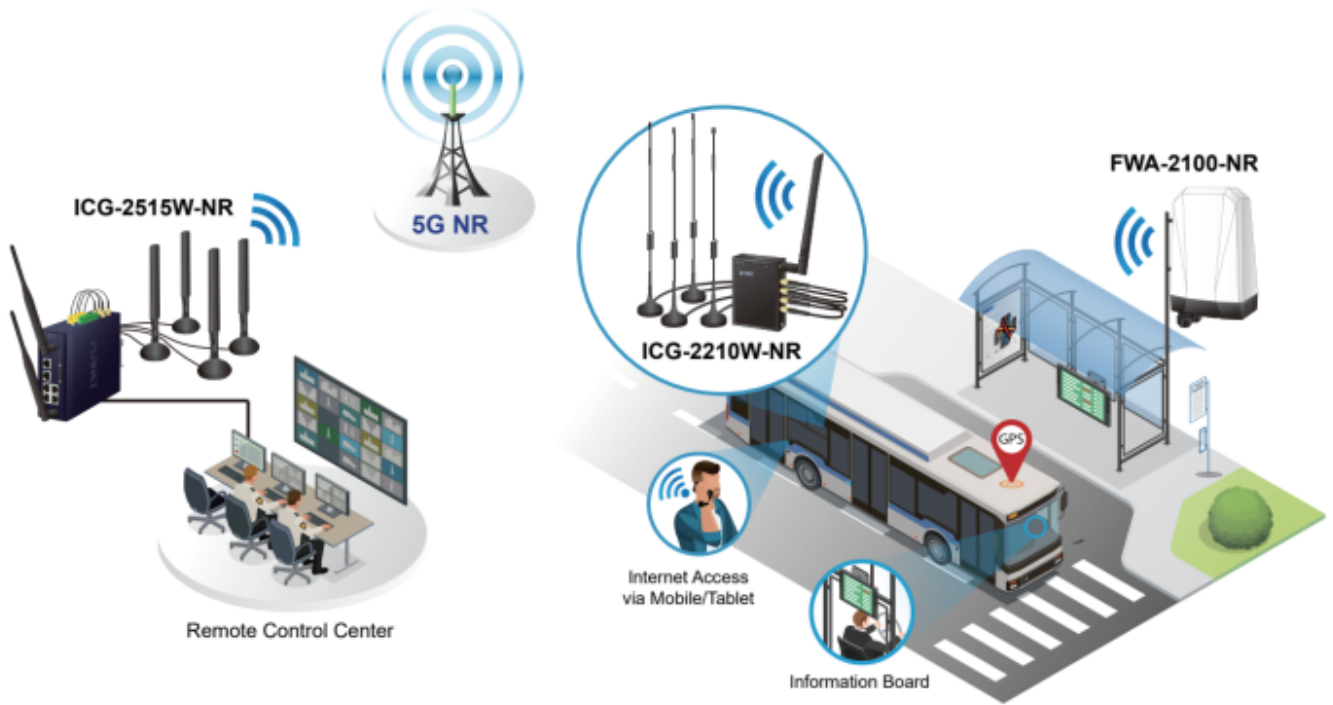 ICG-2515W-NR
5G NR
FWA-2100-NR
ICG-2210W-NR
PLANET
GPS
Internet Access
via Mobile/Tablet
Remote Control Center
Information Board